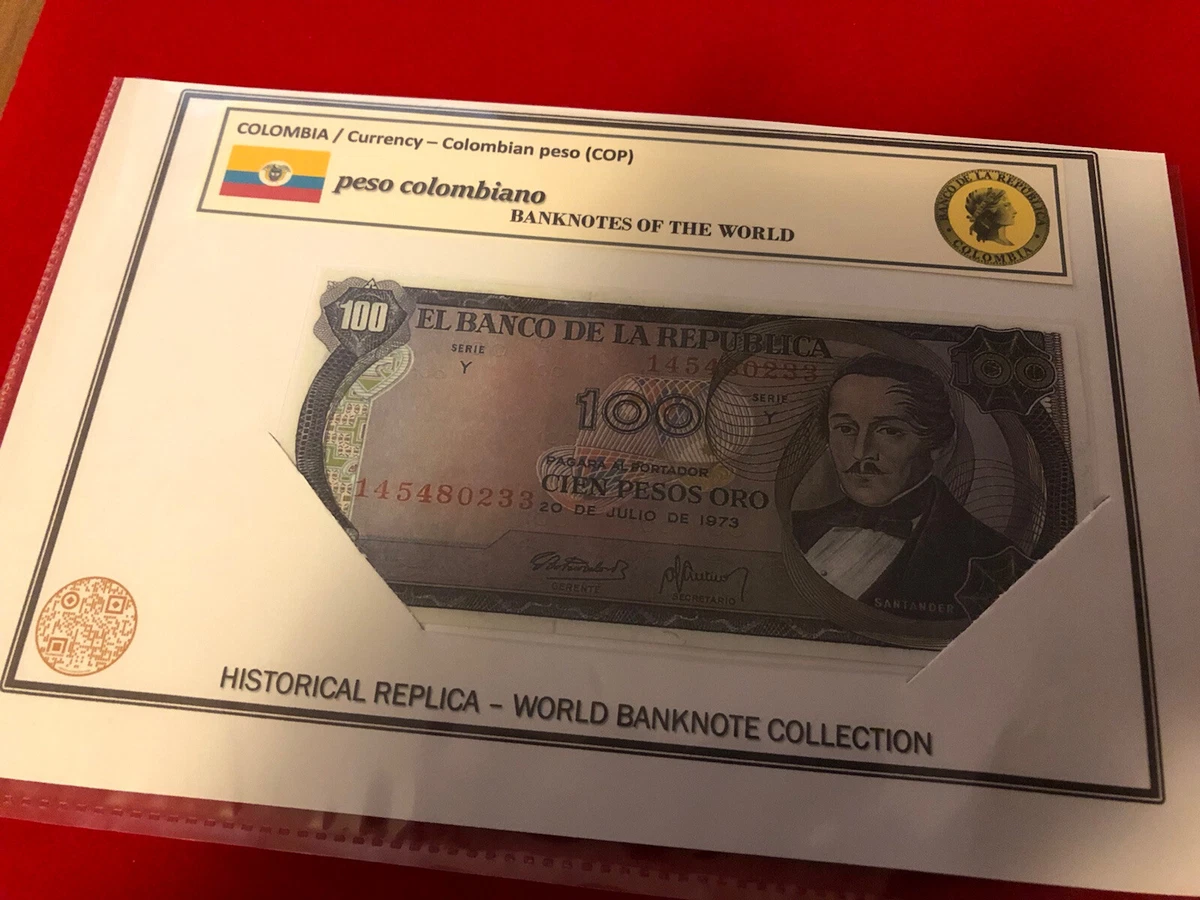 COLOMBIA / Currency – Colombian peso (COP)
peso colombiano
BANKNOTES OF THE WORLD
BANCO DE LA REPUBLICA
COLOMBIA
100
EL BANCO DE LA REPUBLICA
100
SERIE
Y
145480233
100
SERIE
Y
PAGARA AL PORTADOR
CIEN PESOS ORO
145480233
20 DE JULIO DE 1973
GERENTE
SECRETARIO
SANTANDER
HISTORICAL REPLICA – WORLD BANKNOTE COLLECTION